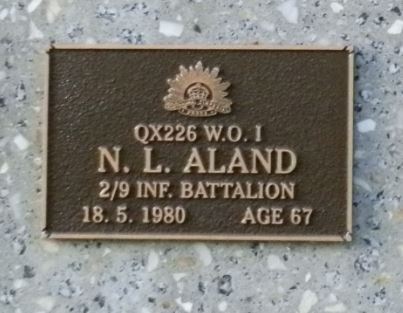 QX226 W.O. I
N. L. ALAND
2/9 INF. BATTALION
18. 5. 1980 AGE 67